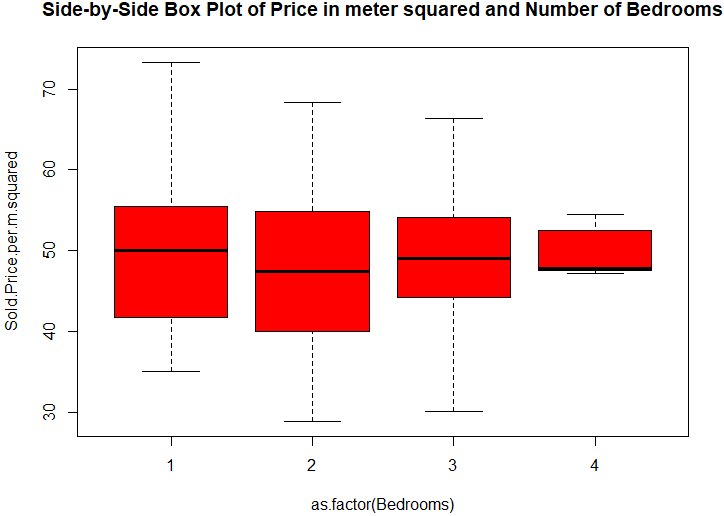 Side-by-Side Box Plot of Price in meter squared and Number of Bedrooms
Sold.Price.per.m.squared
70
60
50
40
30
1 2 3 4
as.factor(Bedrooms)